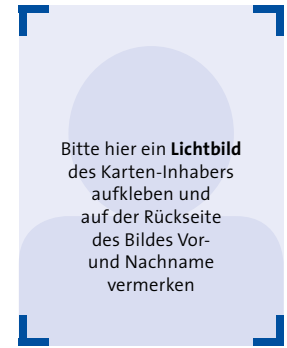 Bitte hier ein Lichtbild
des Karten-Inhabers
aufkleben und
auf der Rückseite
des Bildes Vor-
und Nachname
vermerken